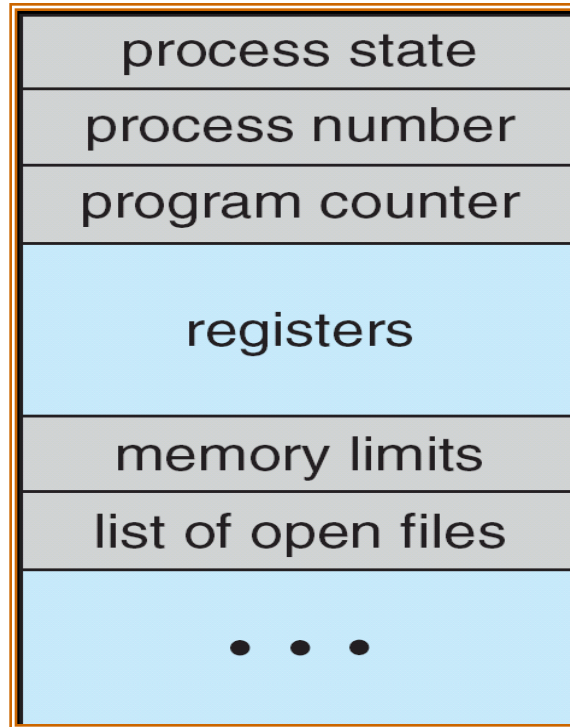 process state
process number
program counter
registers
memory limits
list of open files
• • •